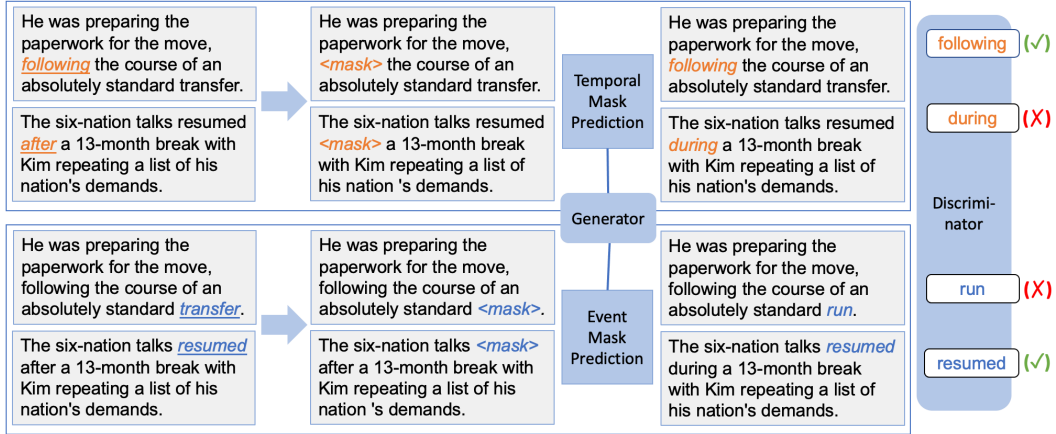 He was preparing the
paperwork for the move,
following the course of an
absolutely standard transfer.
The six-nation talks resumed
after a 13-month break with
Kim repeating a list of his
nation's demands.
He was preparing the
paperwork for the move,
<mask> the course of an
absolutely standard transfer.
The six-nation talks resumed
<mask> a 13-month break
with Kim repeating a list of
his nation 's demands.
Temporal
Mask
Prediction
He was preparing the
paperwork for the move,
following the course of an
absolutely standard transfer.
The six-nation talks resumed
during a 13-month break
with Kim repeating a list of
his nation's demands.
Generator
He was preparing the
paperwork for the move,
following the course of an
absolutely standard transfer.
The six-nation talks resumed
after a 13-month break with
Kim repeating a list of his
nation's demands.
He was preparing the
paperwork for the move,
following the course of an
absolutely standard <mask>.
The six-nation talks <mask>
after a 13-month break with
Kim repeating a list of his
nation 's demands.
Event
Mask
Prediction
He was preparing the
paperwork for the move,
following the course of an
absolutely standard run.
The six-nation talks resumed
during a 13-month break
with Kim repeating a list of
his nation's demands.
following (✓)
during (✗)
Discrimi-
nator
run (✗)
resumed (✓)